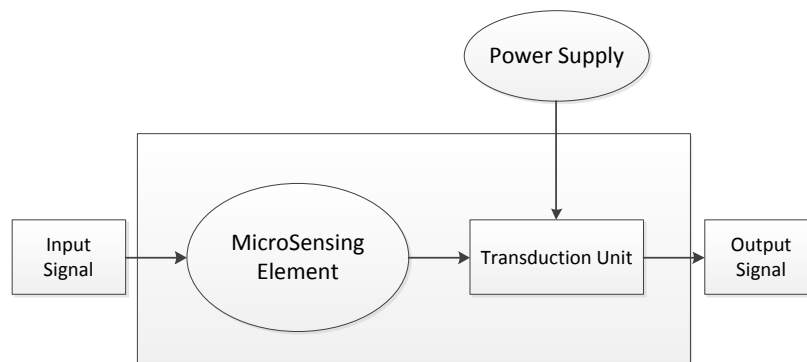 Power Supply
Input
Signal
MicroSensing
Element
Transduction Unit
Output
Signal